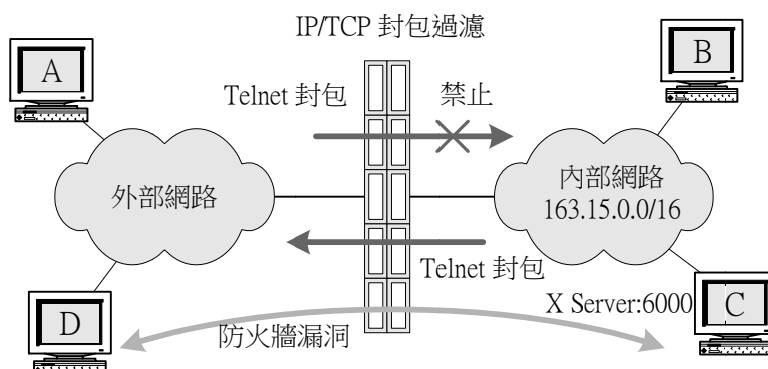 IP/TCP 封包過濾
A
B
Telnet 封包
禁止
外部網路
內部網路
163.15.0.0/16
Telnet 封包
X Server:6000
C
D
防火牆漏洞